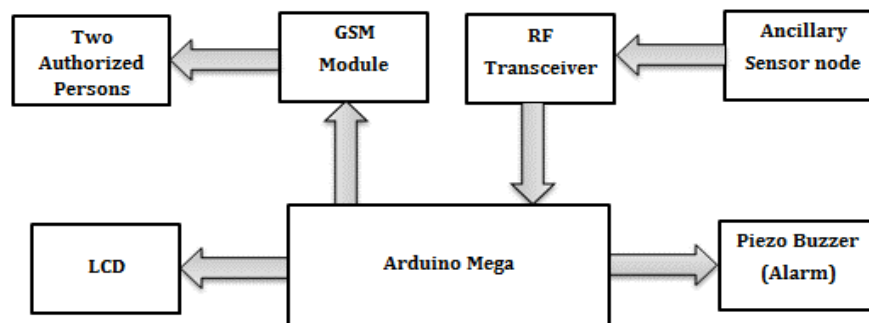 Two
Authorized
Persons
GSM
Module
RF
Transceiver
Ancillary
Sensor node
LCD
Arduino Mega
Piezo Buzzer
(Alarm)